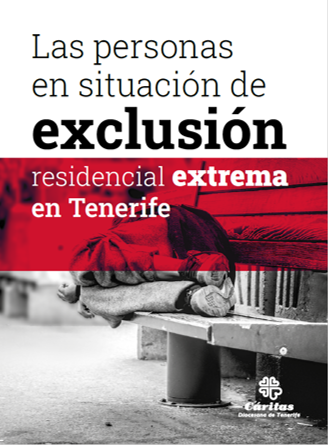 Las personas
en situación de
exclusión
residencial extrema
en Tenerife
Cáritas
Diocesana de Tenerife